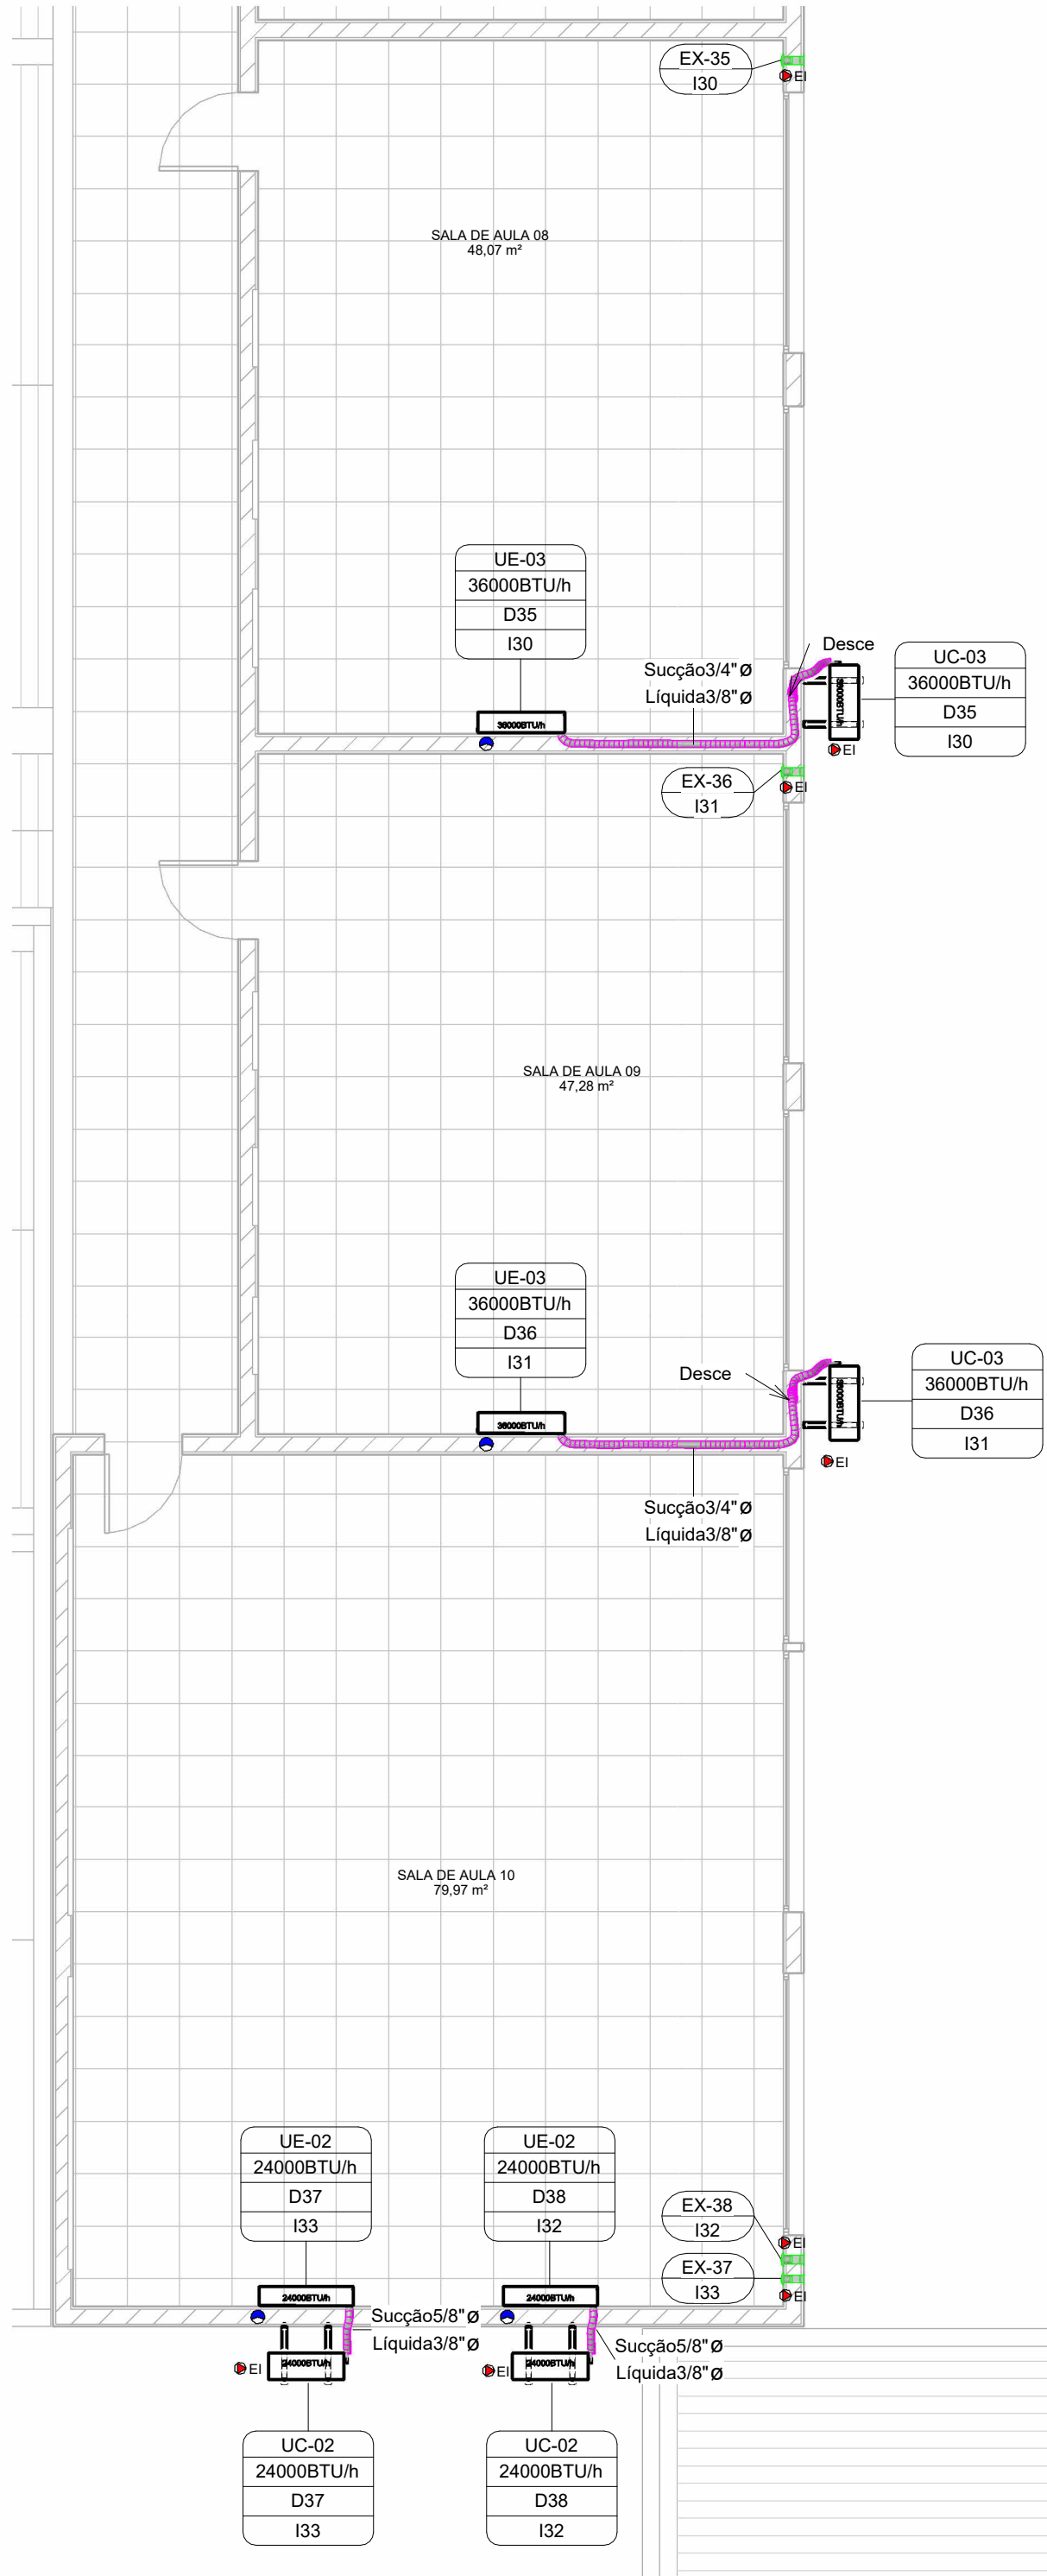 EX-35
I30
EI
SALA DE AULA 08
48,07 m²
UE-03
36000BTU/h
D35
I30
36000BTU/h
Sucção3/4"Ø
Líquida3/8"Ø
Desce
36000BTU/h
UC-03
36000BTU/h
D35
I30
EI
EX-36
I31
EI
SALA DE AULA 09
47,28 m²
UE-03
36000BTU/h
D36
I31
36000BTU/h
Desce
36000BTU/h
UC-03
36000BTU/h
D36
I31
EI
Sucção3/4"Ø
Líquida3/8"Ø
SALA DE AULA 10
79,97 m²
UE-02
24000BTU/h
D37
I33
24000BTU/h
UE-02
24000BTU/h
D38
I32
24000BTU/h
EX-38
I32
EI
EX-37
I33
EI
Sucção5/8"Ø
Líquida3/8"Ø
Sucção5/8"Ø
Líquida3/8"Ø
EI
24000BTU/h
EI
24000BTU/h
UC-02
24000BTU/h
D37
I33
UC-02
24000BTU/h
D38
I32